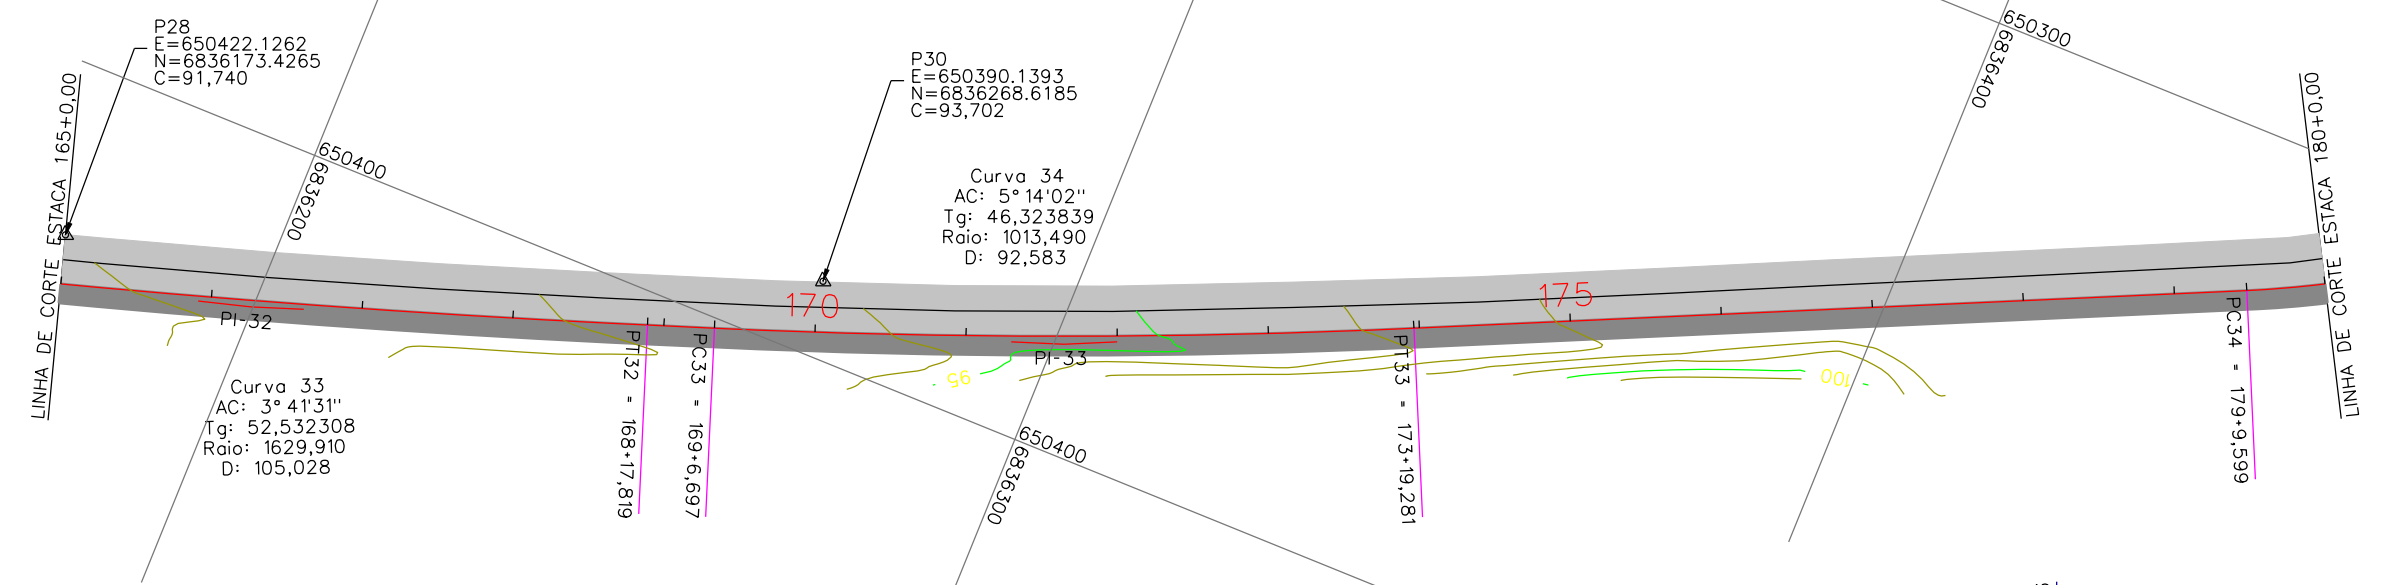 P28
E=650422.1262
N=6836173.4265
C=91,740
LINHA DE CORTE ESTACA 165+0,00
650400
6836200
P30
E=650390.1393
N=6836268.6185
C=93,702
Curva 34
AC: 5°14'02"
Tg: 46,323839
Raio: 1013,490
D: 92,583
650300
6836400
LINHA DE CORTE ESTACA 180+0,00
170
175
PI-32
PI-33
95
100
Curva 33
AC: 3°41'31"
Tg: 52,532308
Raio: 1629,910
D: 105,028
PT32 = 168+17,819
PC33 = 169+6,697
650400
6836300
PT33 = 173+19,281
PC34 = 179+9,599